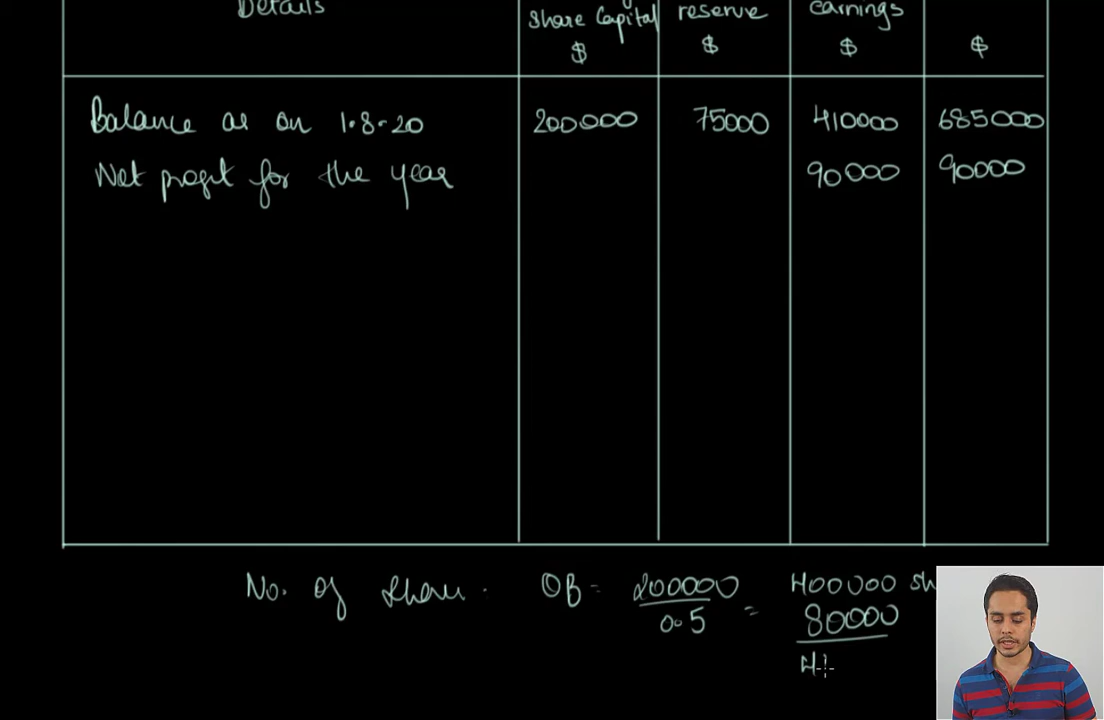 Details Share Capital reserve earnings
$ $ $ $
Balance as on 1·8·20 200000 75000 410000 685000
Net profit for the year 90000 90000
No. of share · OB = 200000 400000 sh
0.5 = 80000